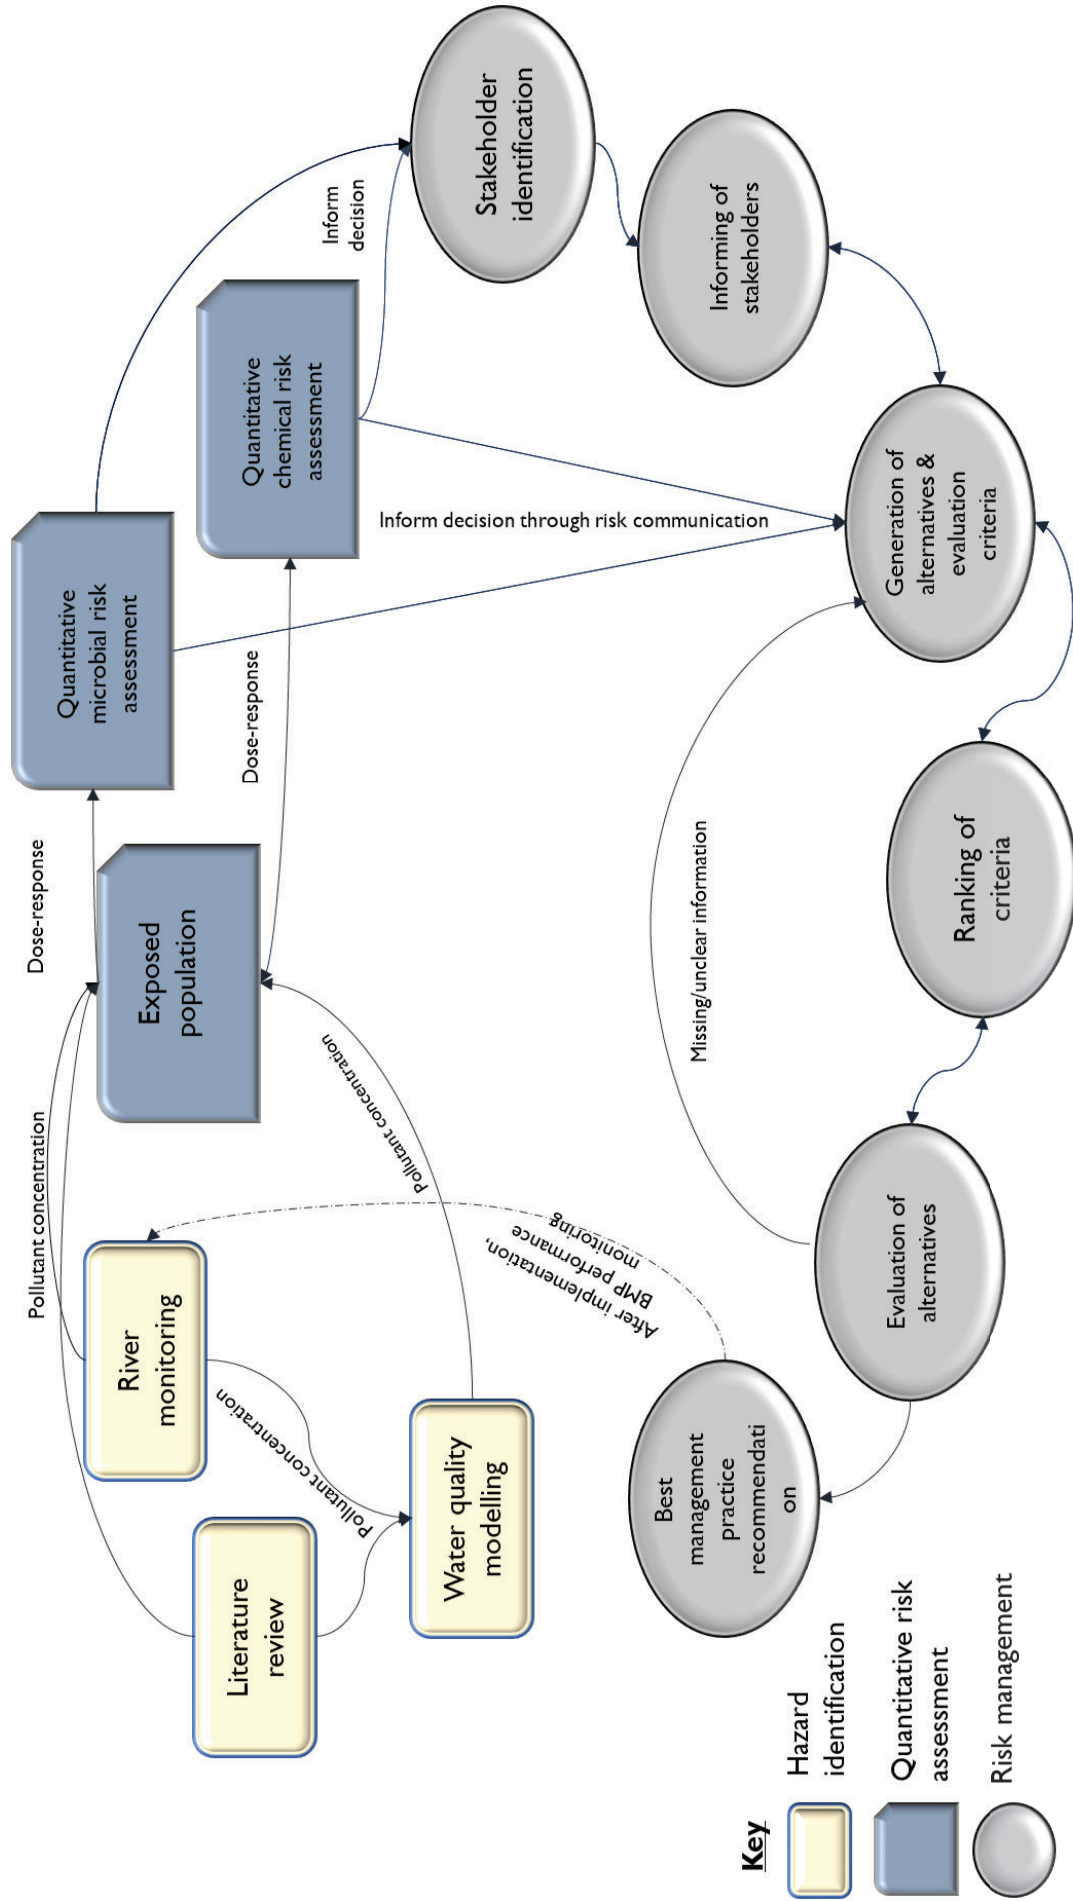 Literature
review
River
monitoring
Water quality
modelling
Pollutant concentration
Pollutant concentration
Pollutant concentration
Exposed
population
Dose-response
Dose-response
Quantitative
microbial risk
assessment
Quantitative
chemical risk
assessment
Inform
decision
Inform decision through risk communication
Stakeholder
identification
Informing of
stakeholders
Generation of
alternatives &
evaluation
criteria
Ranking of
criteria
Missing/unclear information
Evaluation of
alternatives
Best
management
practice
recommendati
on
After implementation,
BMP performance
monitoring
Key
Hazard
identification
Quantitative risk
assessment
Risk management